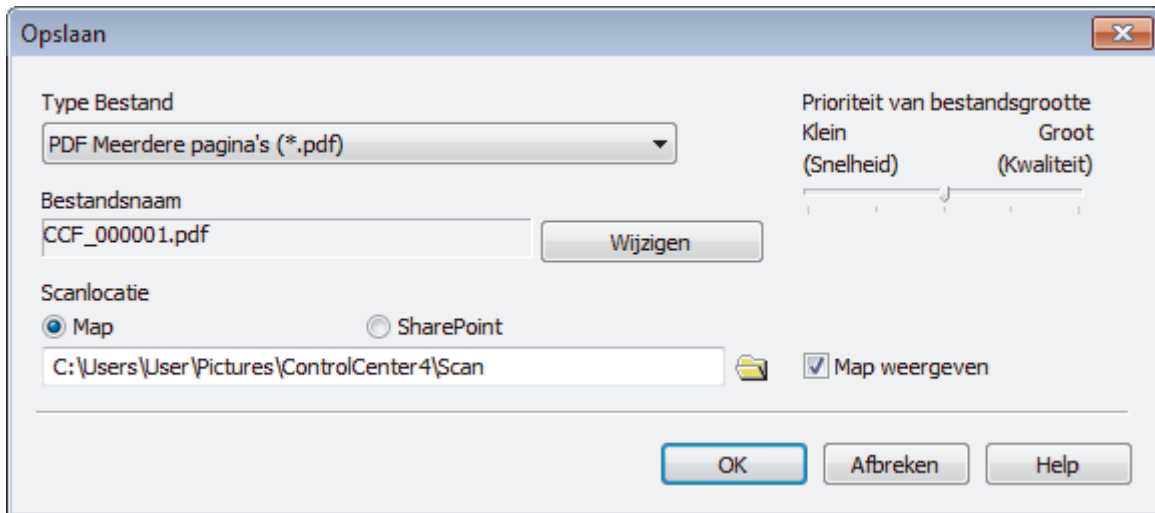 Opslaan
Type Bestand
PDF Meerdere pagina's (*.pdf)
Prioriteit van bestandsgrootte
Klein Groot
(Snelheid) (Kwaliteit)
Bestandsnaam
CCF_000001.pdf
Wijzigen
Scanlocatie
Map SharePoint
C:\Users\User\Pictures\ControlCenter4\Scan
Map weergeven
OK Afbreken Help